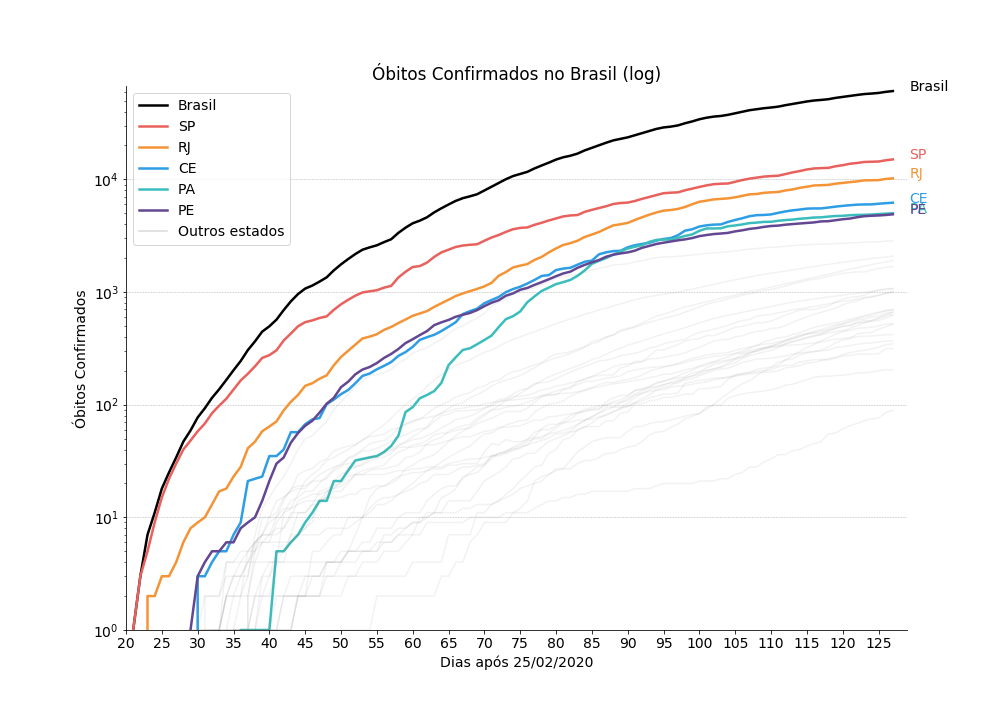 Óbitos Confirmados no Brasil (log)
Brasil
SP
RJ
CE
PA
PE
Outros estados
Brasil
SP
RJ
CE
PE
Óbitos Confirmados
10⁴
10³
10²
10¹
10⁰
20 25 30 35 40 45 50 55 60 65 70 75 80 85 90 95 100 105 110 115 120 125
Dias após 25/02/2020